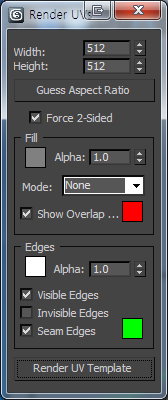 Render UVs
Width: 512
Height: 512
Guess Aspect Ratio
Force 2-Sided
Fill
Alpha: 1.0
Mode: None
Show Overlap ...
Edges
Alpha: 1.0
Visible Edges
Invisible Edges
Seam Edges
Render UV Template